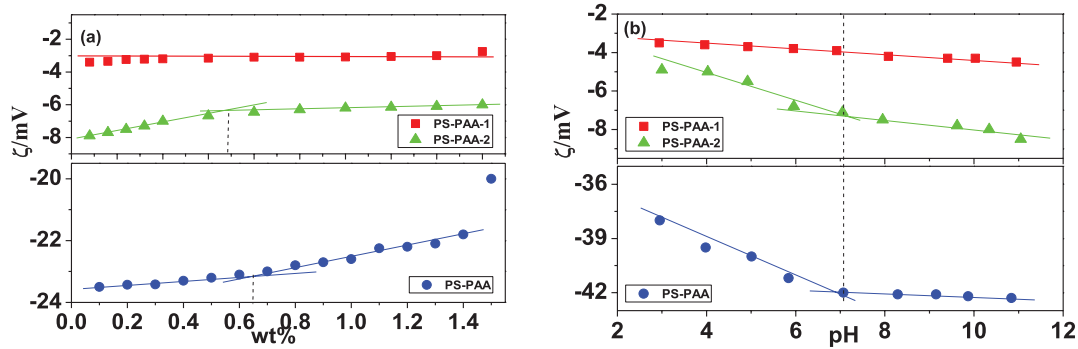 (a)
-2
-4
-6
-8
ζ/mV
PS-PAA-1
PS-PAA-2
-20
-22
-24
PS-PAA
0.0 0.2 0.4 0.6 0.8 1.0 1.2 1.4
wt%
(b)
-2
-4
-6
-8
ζ/mV
PS-PAA-1
PS-PAA-2
-36
-39
-42
PS-PAA
2 4 6 8 10 12
pH